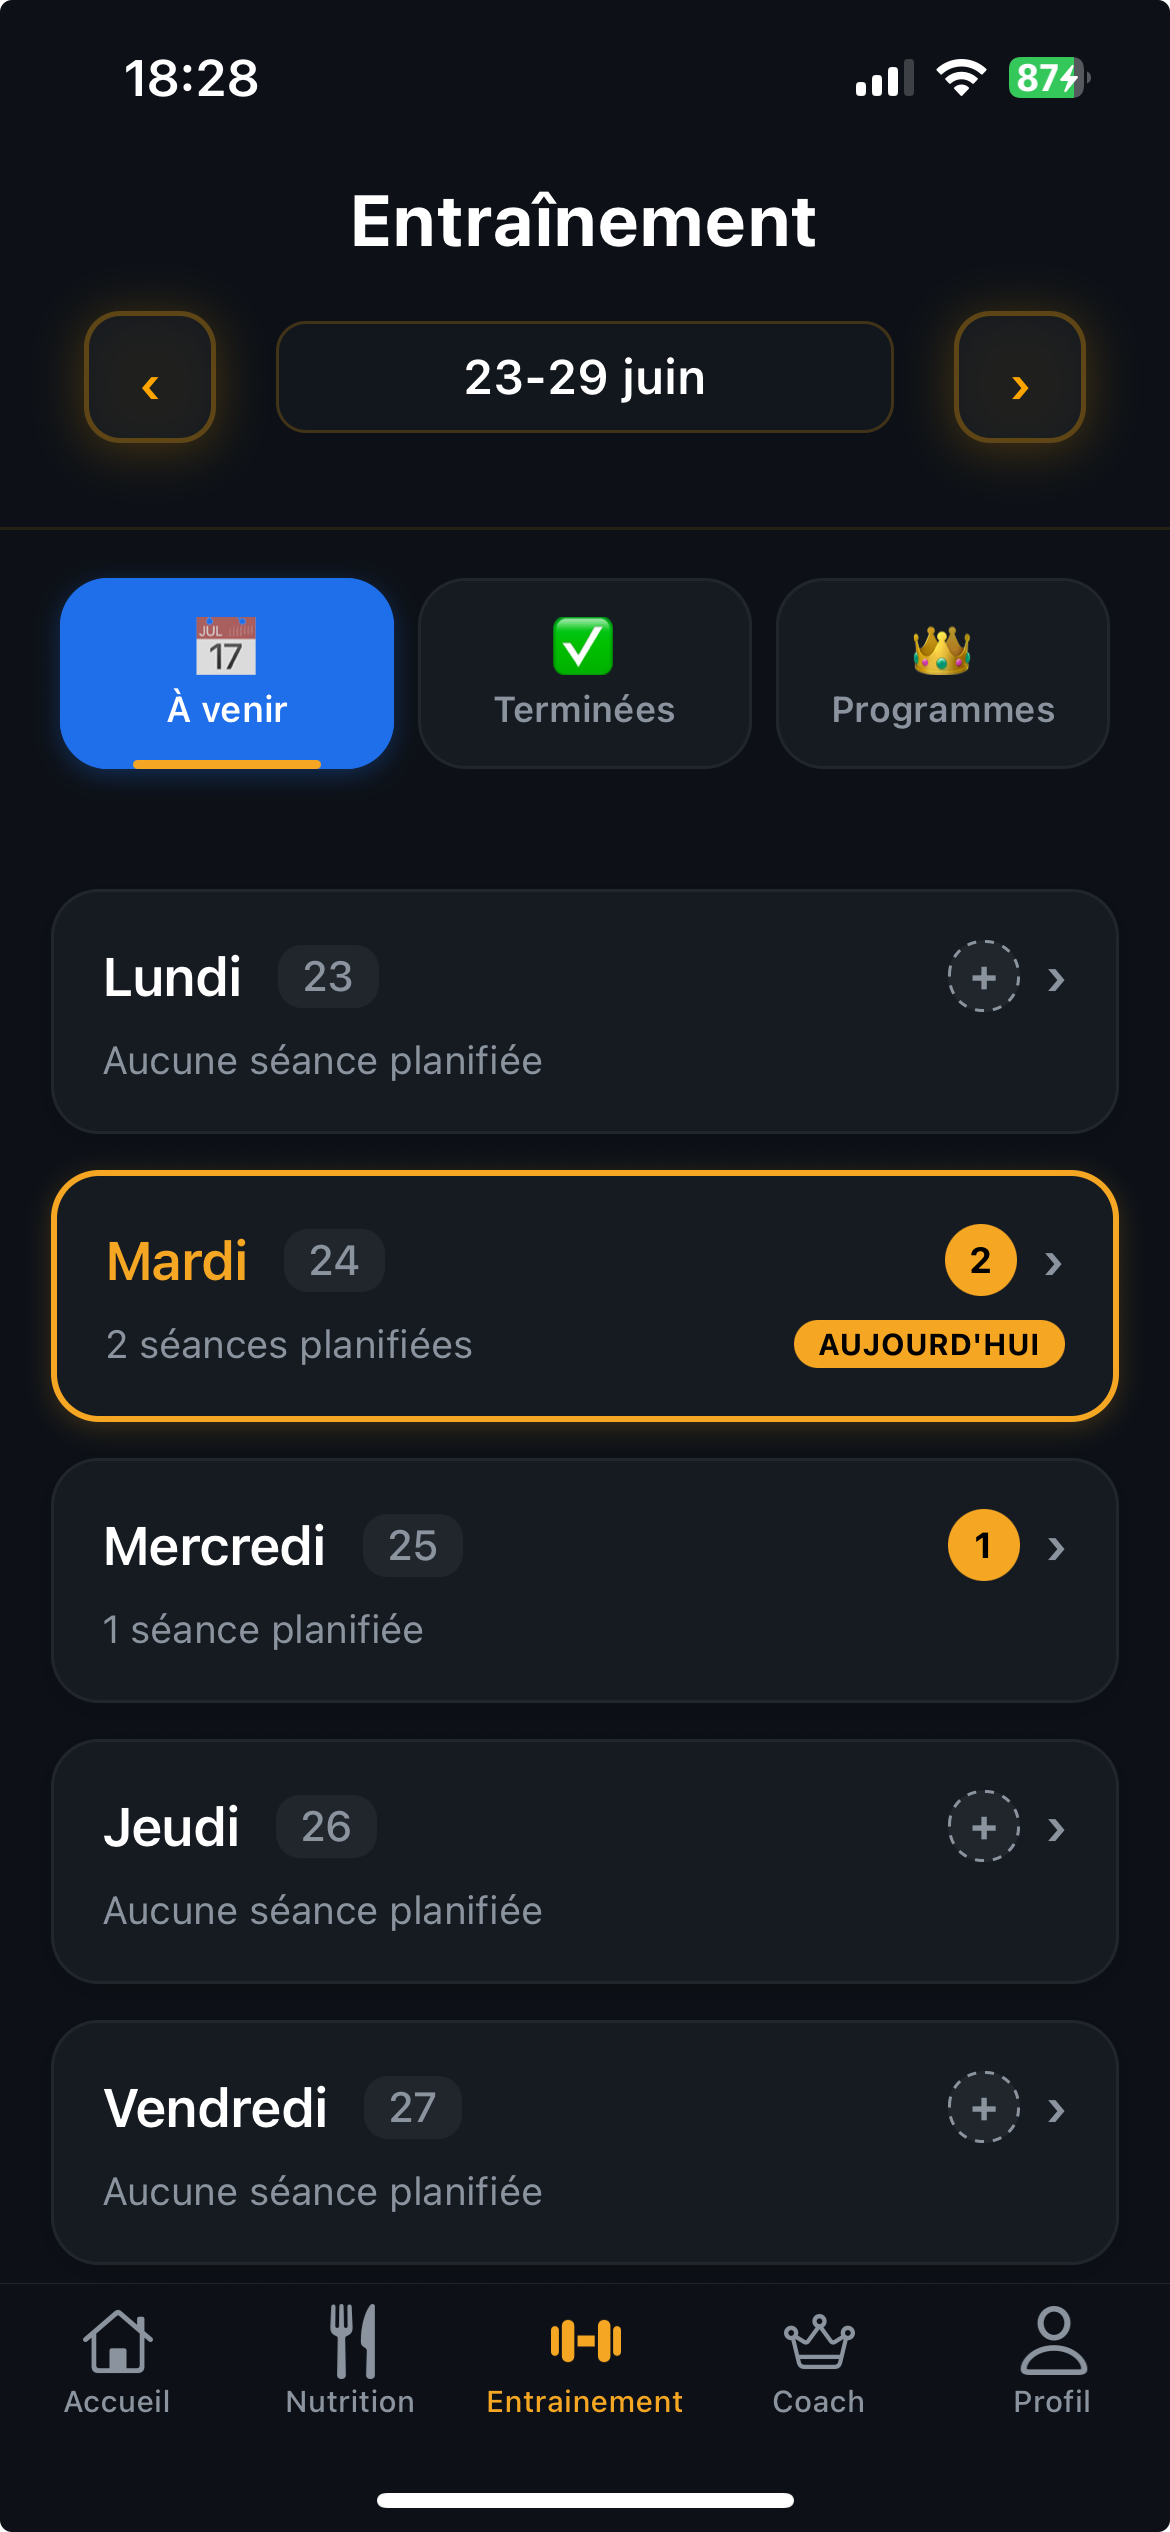 18:28
87
Entraînement
‹
23-29 juin
›
JUL
17
À venir
Terminées
Programmes
Lundi 23 + ›
Aucune séance planifiée
Mardi 24 2 ›
2 séances planifiées AUJOURD'HUI
Mercredi 25 1 ›
1 séance planifiée
Jeudi 26 + ›
Aucune séance planifiée
Vendredi 27 + ›
Aucune séance planifiée
Accueil Nutrition Entrainement Coach Profil